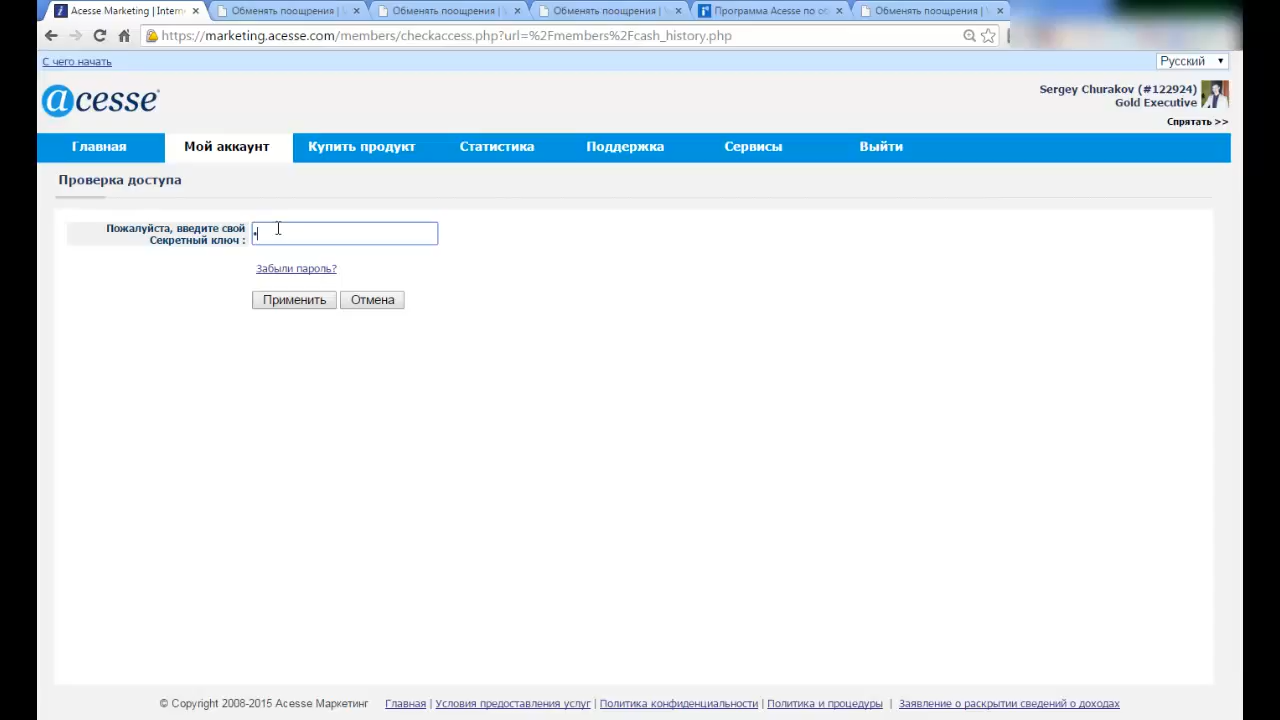 Acesse Marketing | Intern
Обменять поощрения |
Обменять поощрения |
Обменять поощрения |
Программа Acesse по об
Обменять поощрения |
https://marketing.acesse.com/members/checkaccess.php?url=%2Fmembers%2Fcash_history.php
С чего начать
Русский
acesse
Sergey Churakov (#122924)
Gold Executive
Спрятать >>
Главная Мой аккаунт Купить продукт Статистика Поддержка Сервисы Выйти
Проверка доступа
Пожалуйста, введите свой
Секретный ключ :
Забыли пароль?
Применить Отмена
© Copyright 2008-2015 Acesse Маркетинг Главная | Условия предоставления услуг | Политика конфиденциальности | Политика и процедуры | Заявление о раскрытии сведений о доходах